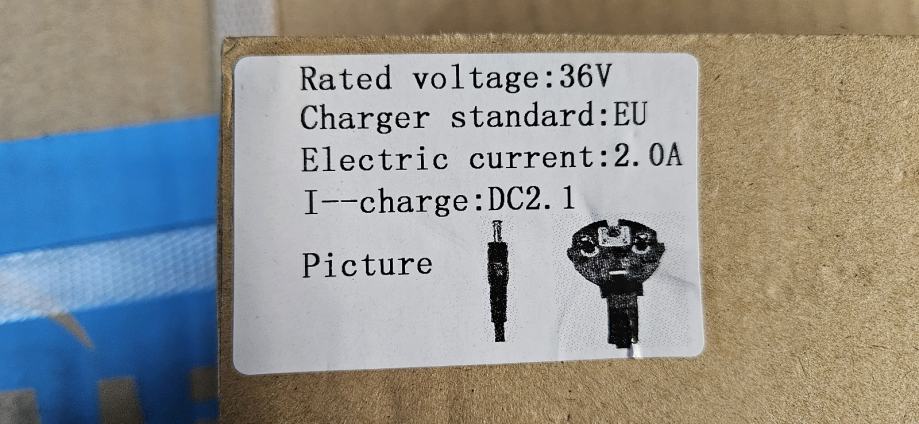 Rated voltage:36V
Charger standard:EU
Electric current:2.0A
I--charge:DC2.1
Picture